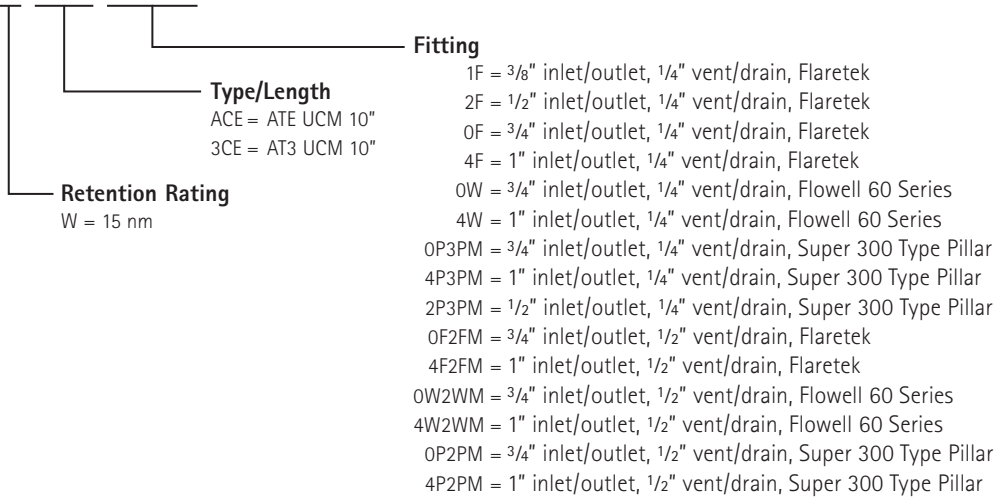 Fitting
1F = 3/8" inlet/outlet, 1/4" vent/drain, Flaretek
2F = 1/2" inlet/outlet, 1/4" vent/drain, Flaretek
0F = 3/4" inlet/outlet, 1/4" vent/drain, Flaretek
4F = 1" inlet/outlet, 1/4" vent/drain, Flaretek
0W = 3/4" inlet/outlet, 1/4" vent/drain, Flowell 60 Series
4W = 1" inlet/outlet, 1/4" vent/drain, Flowell 60 Series
0P3PM = 3/4" inlet/outlet, 1/4" vent/drain, Super 300 Type Pillar
4P3PM = 1" inlet/outlet, 1/4" vent/drain, Super 300 Type Pillar
2P3PM = 1/2" inlet/outlet, 1/4" vent/drain, Super 300 Type Pillar
0F2FM = 3/4" inlet/outlet, 1/2" vent/drain, Flaretek
4F2FM = 1" inlet/outlet, 1/2" vent/drain, Flaretek
0W2WM = 3/4" inlet/outlet, 1/2" vent/drain, Flowell 60 Series
4W2WM = 1" inlet/outlet, 1/2" vent/drain, Flowell 60 Series
0P2PM = 3/4" inlet/outlet, 1/2" vent/drain, Super 300 Type Pillar
4P2PM = 1" inlet/outlet, 1/2" vent/drain, Super 300 Type Pillar
Type/Length
ACE = ATE UCM 10"
3CE = AT3 UCM 10"
Retention Rating
W = 15 nm